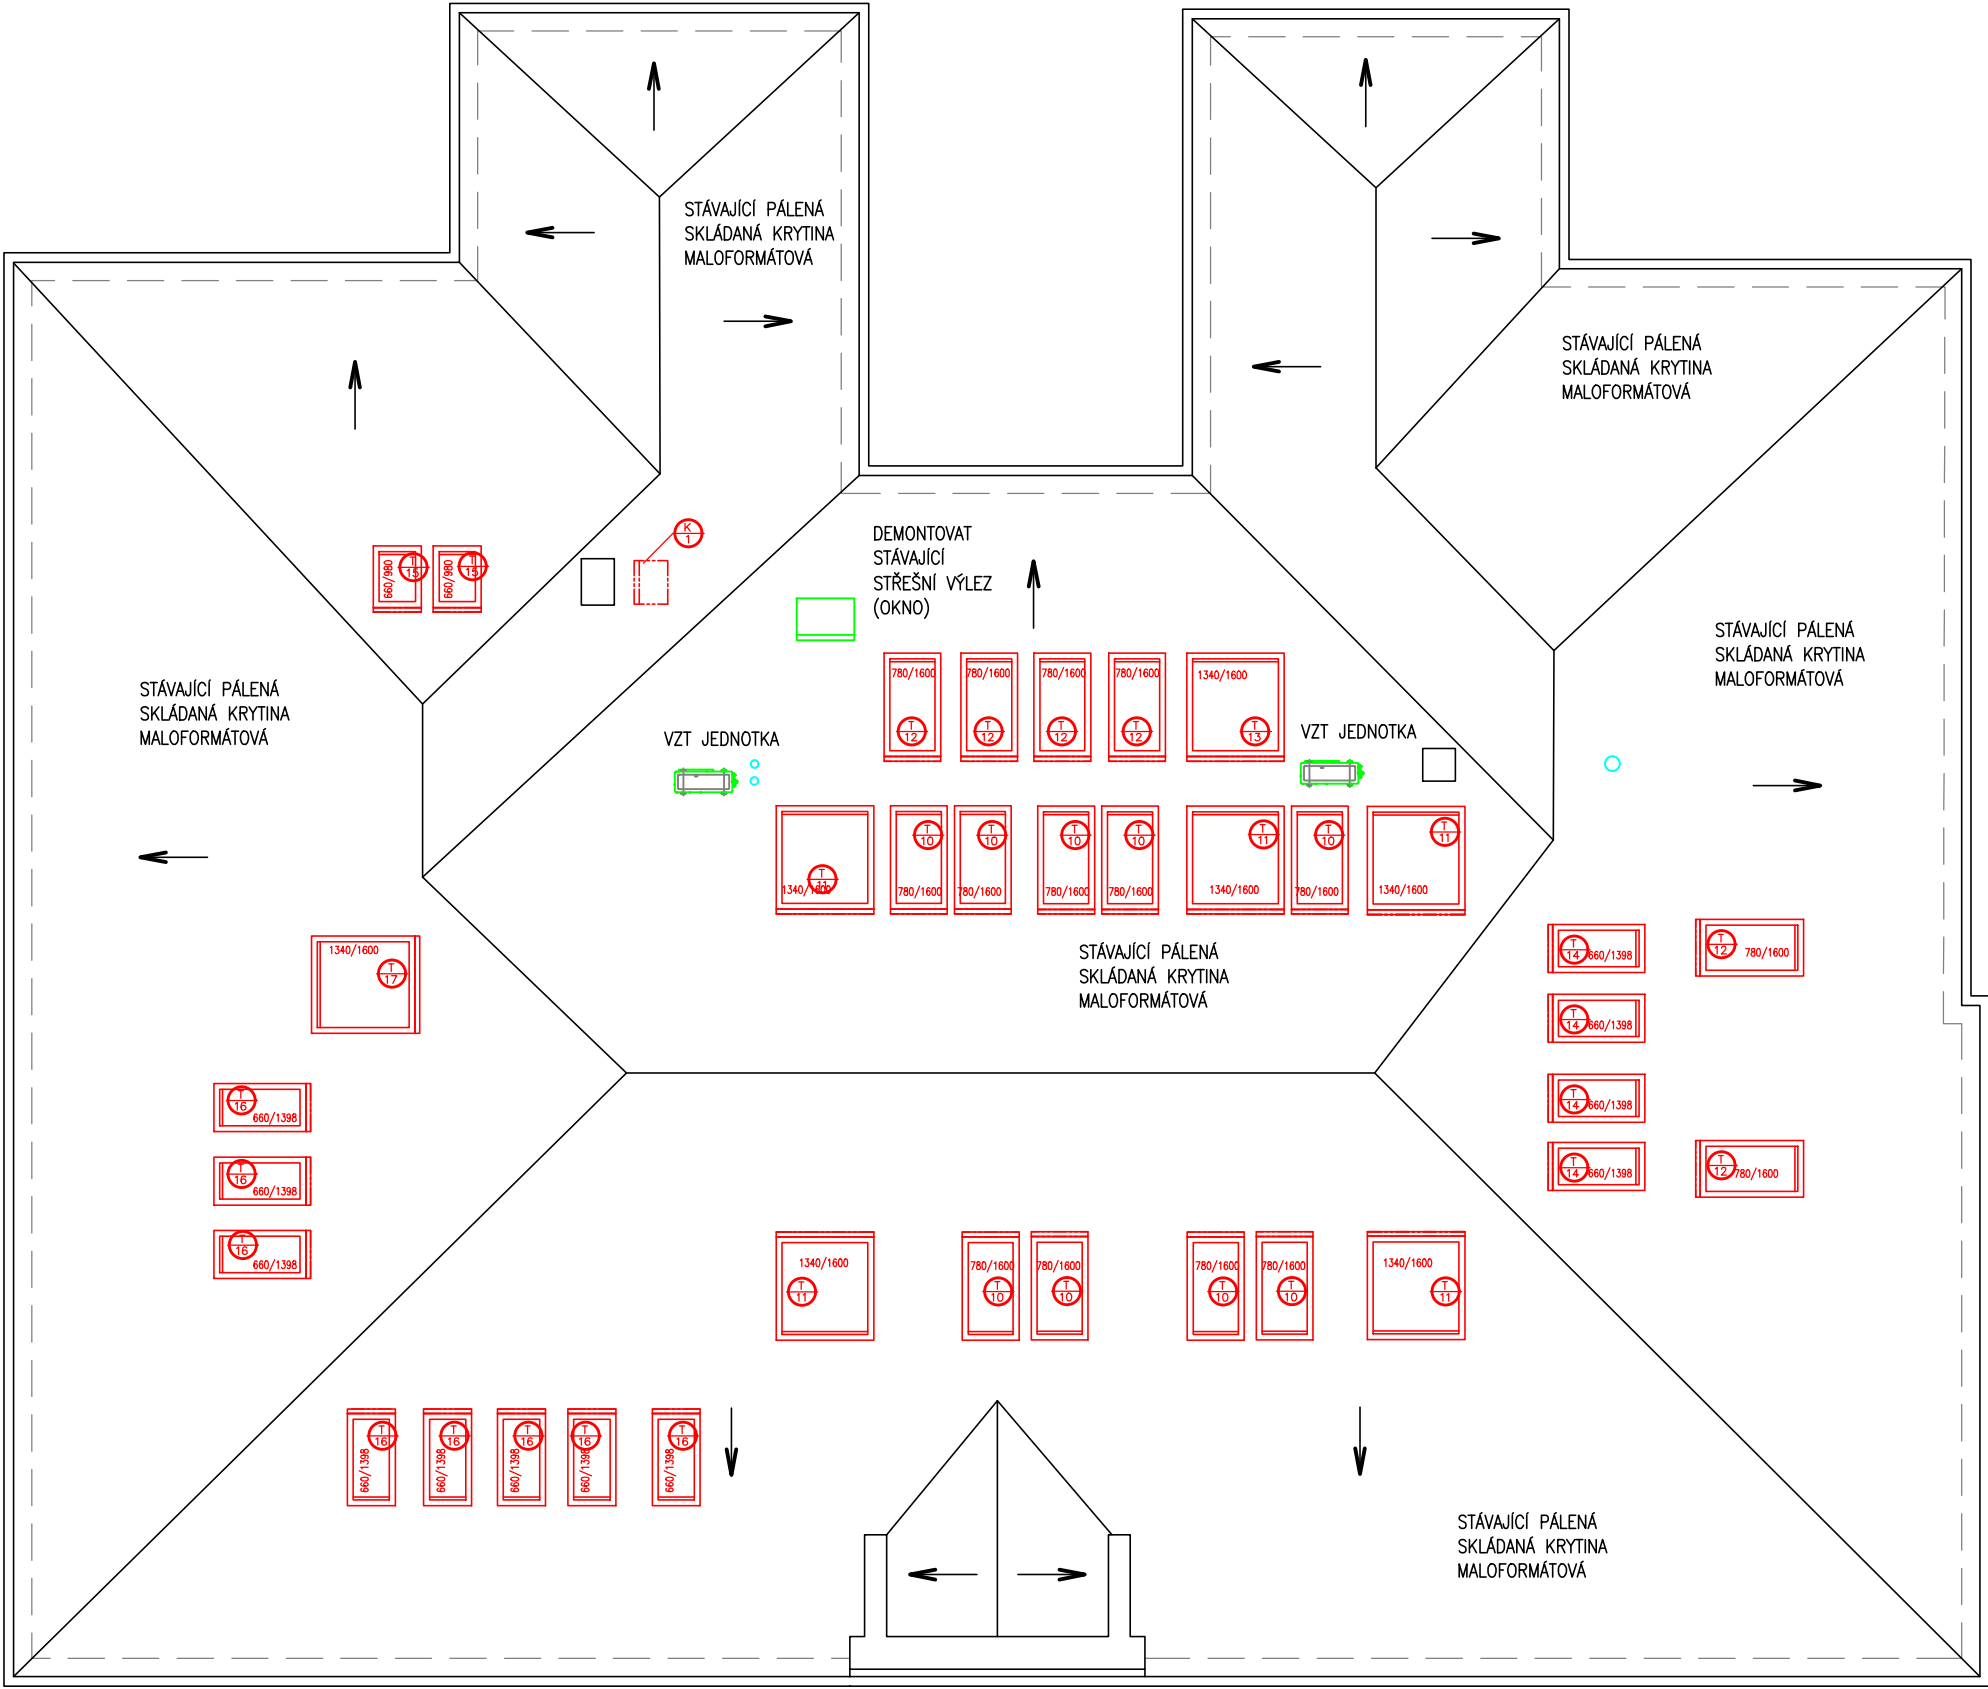 STÁVAJÍCÍ PÁLENÁ
SKLÁDANÁ KRYTINA
MALOFORMÁTOVÁ
STÁVAJÍCÍ PÁLENÁ
SKLÁDANÁ KRYTINA
MALOFORMÁTOVÁ
K
1
DEMONTOVAT
STÁVAJÍCÍ
STŘEŠNÍ VÝLEZ
(OKNO)
660/980
T
15
660/980
T
15
STÁVAJÍCÍ PÁLENÁ
SKLÁDANÁ KRYTINA
MALOFORMÁTOVÁ
STÁVAJÍCÍ PÁLENÁ
SKLÁDANÁ KRYTINA
MALOFORMÁTOVÁ
780/1600
T
12
780/1600
T
12
780/1600
T
12
780/1600
T
12
1340/1600
T
13
VZT JEDNOTKA
VZT JEDNOTKA
T
11
1340/1600
T
10
780/1600
T
10
780/1600
T
10
780/1600
T
10
780/1600
T
11
1340/1600
T
10
780/1600
T
11
1340/1600
STÁVAJÍCÍ PÁLENÁ
SKLÁDANÁ KRYTINA
MALOFORMÁTOVÁ
1340/1600
T
17
T
14
660/1398
T
12
780/1600
T
14
660/1398
T
14
660/1398
T
14
660/1398
T
12
780/1600
T
16
660/1398
T
16
660/1398
T
16
660/1398
1340/1600
T
11
780/1600
T
10
780/1600
T
10
780/1600
T
10
780/1600
T
10
1340/1600
T
11
T
16
660/1398
T
16
660/1398
T
16
660/1398
T
16
660/1398
T
16
660/1398
STÁVAJÍCÍ PÁLENÁ
SKLÁDANÁ KRYTINA
MALOFORMÁTOVÁ